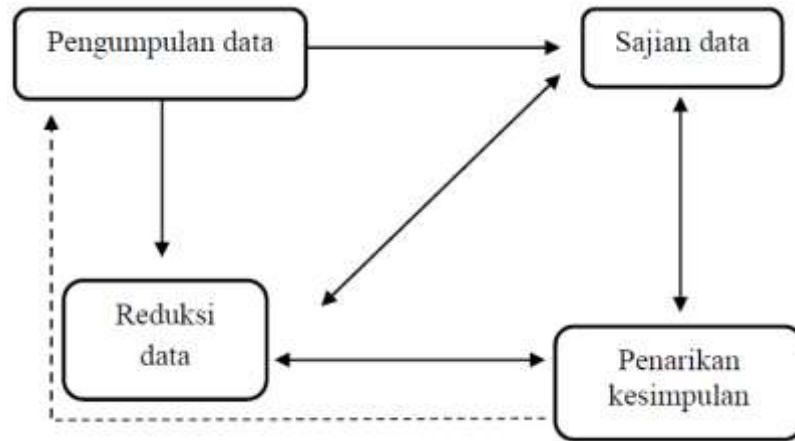 Pengumpulan data
Sajian data
Reduksi
data
Penarikan
kesimpulan